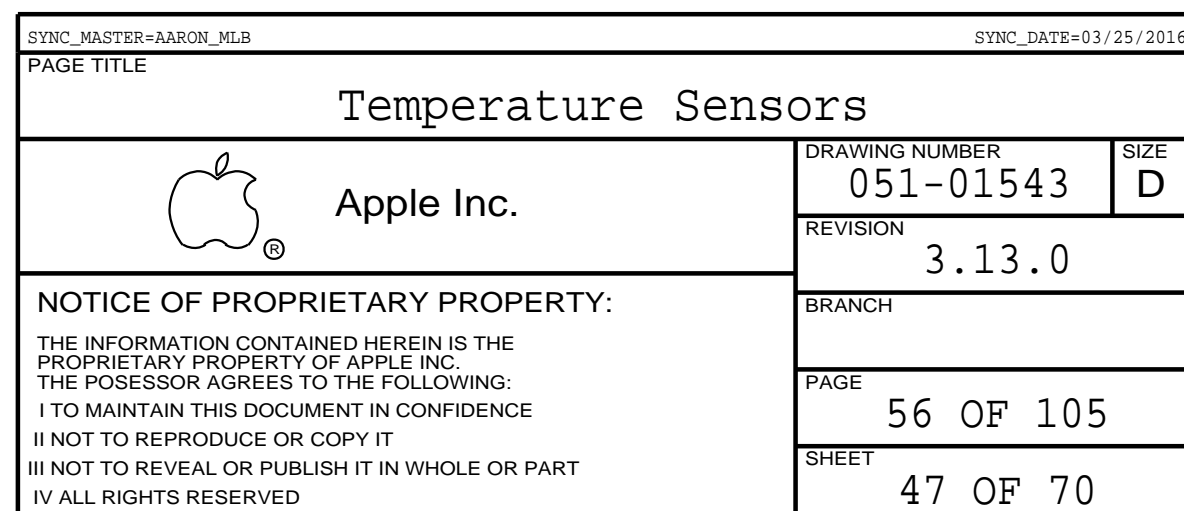 SYNC_MASTER=AARON_MLB SYNC_DATE=03/25/2016
PAGE TITLE
Temperature Sensors
Apple Inc.
®
DRAWING NUMBER
051-01543
SIZE
D
REVISION
3.13.0
BRANCH
NOTICE OF PROPRIETARY PROPERTY:
THE INFORMATION CONTAINED HEREIN IS THE
PROPRIETARY PROPERTY OF APPLE INC.
THE POSESSOR AGREES TO THE FOLLOWING:
I TO MAINTAIN THIS DOCUMENT IN CONFIDENCE
II NOT TO REPRODUCE OR COPY IT
III NOT TO REVEAL OR PUBLISH IT IN WHOLE OR PART
IV ALL RIGHTS RESERVED
PAGE
56 OF 105
SHEET
47 OF 70